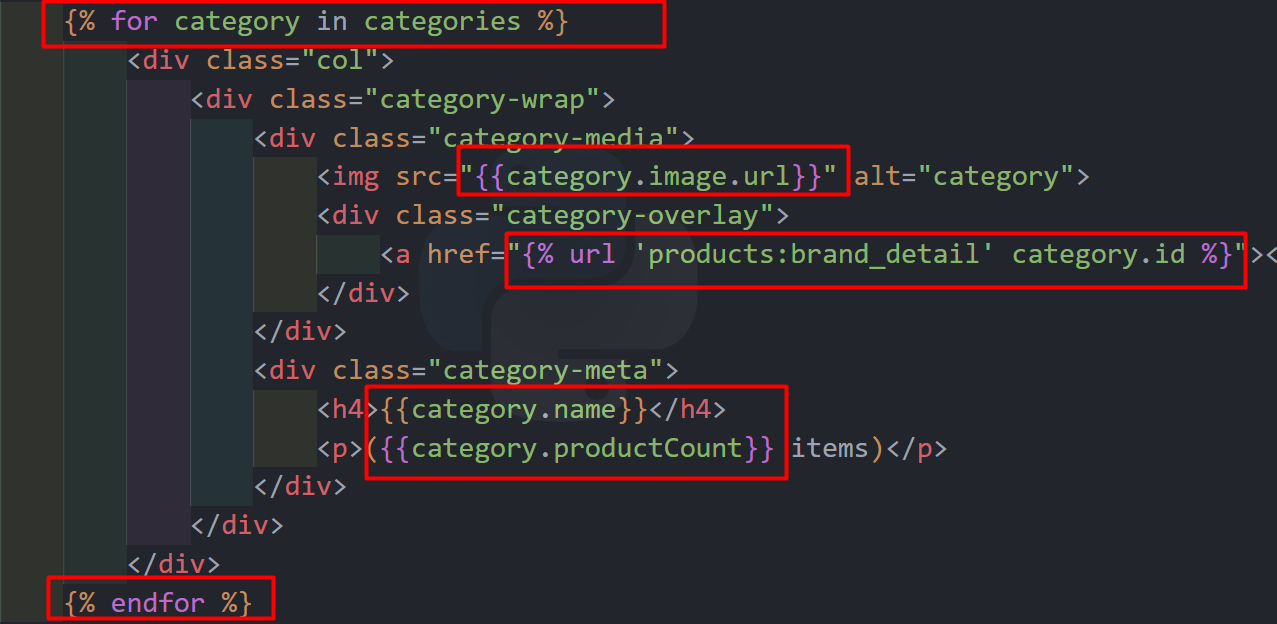 {% for category in categories %}
<div class="col">
<div class="category-wrap">
<div class="category-media">
<img src="{{category.image.url}}" alt="category">
<div class="category-overlay">
<a href="{% url 'products:brand_detail' category.id %}"><
</div>
</div>
<div class="category-meta">
<h4>{{category.name}}</h4>
<p>({{category.productCount}} items)</p>
</div>
</div>
</div>
{% endfor %}